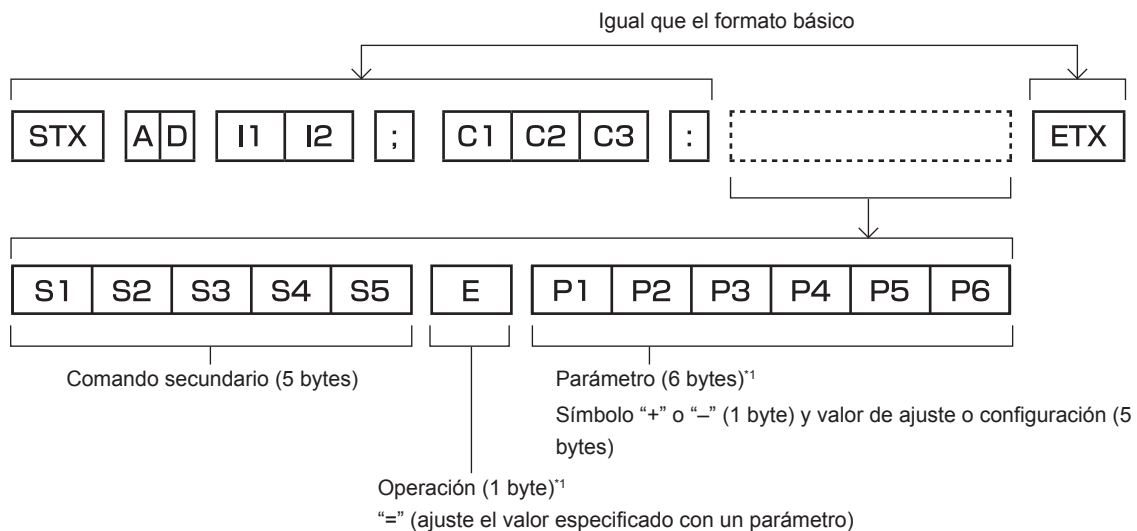 Igual que el formato básico
STX A D I1 I2 ; C1 C2 C3 : ETX
S1 S2 S3 S4 S5 E P1 P2 P3 P4 P5 P6
Comando secundario (5 bytes)
Parámetro (6 bytes)*1
Símbolo “+” o “–” (1 byte) y valor de ajuste o configuración (5
bytes)
Operación (1 byte)*1
“=” (ajuste el valor especificado con un parámetro)